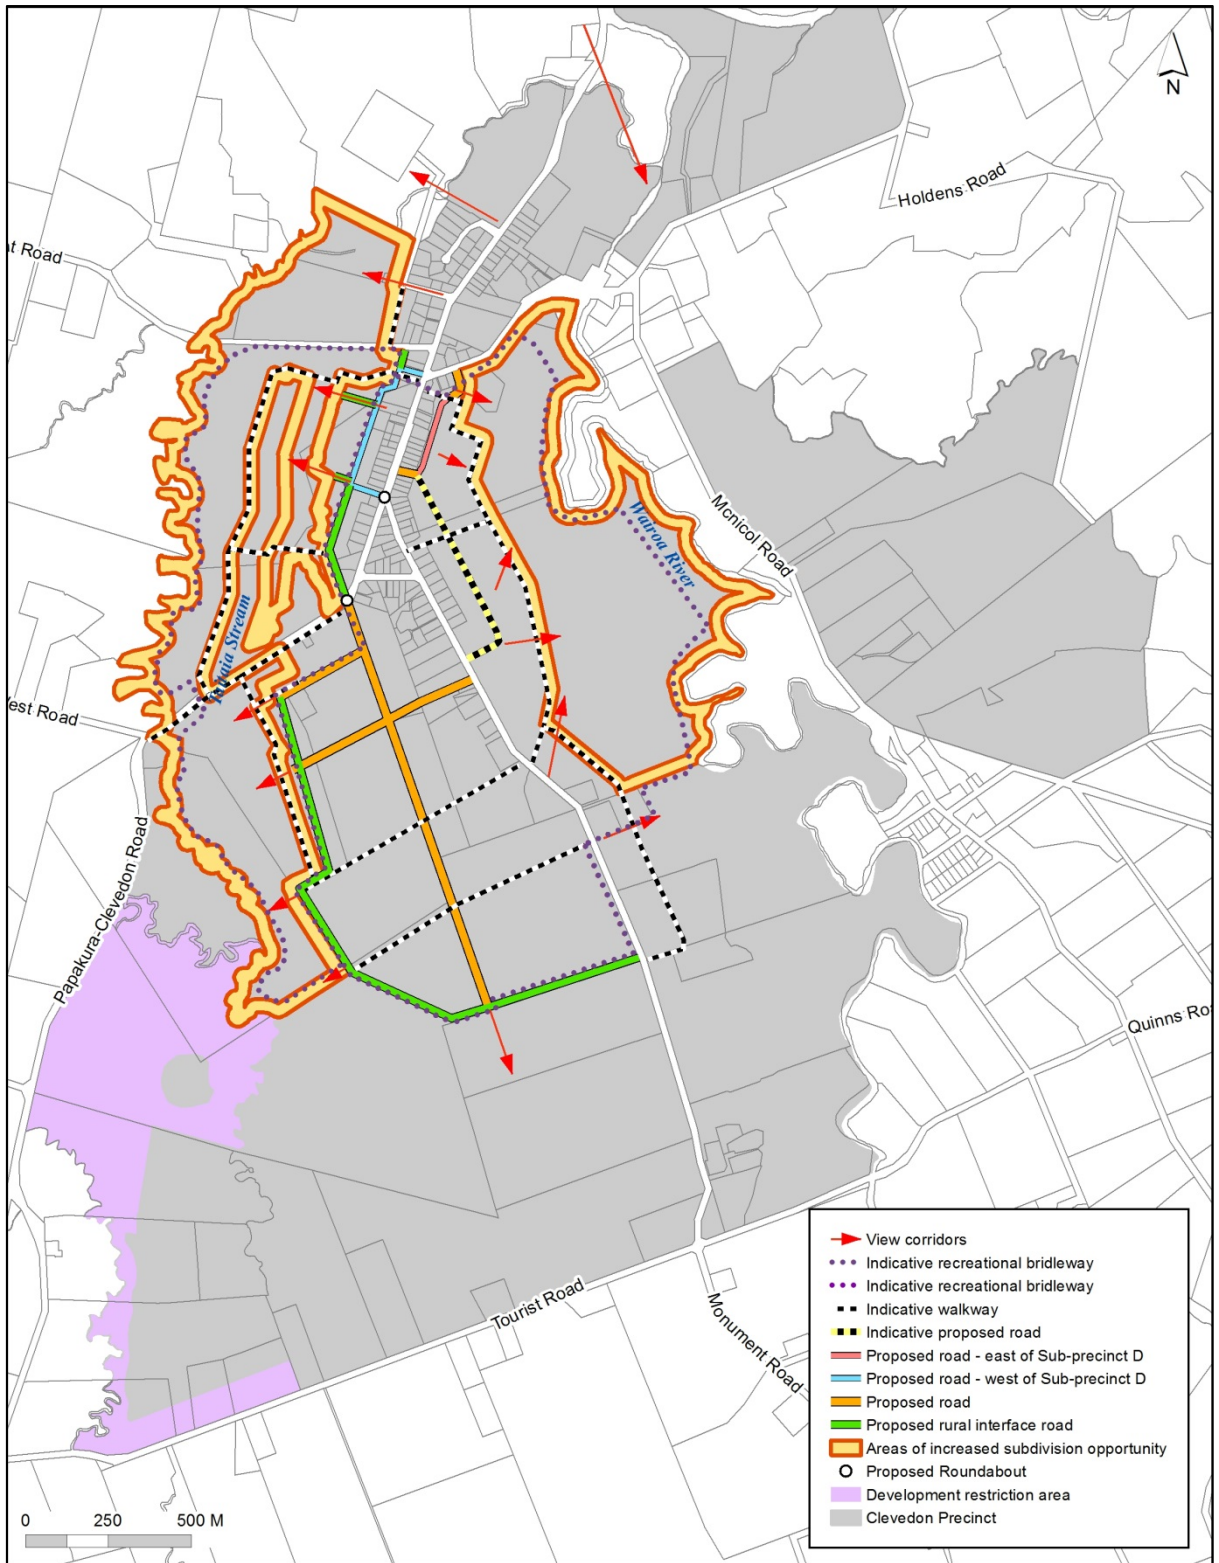 N
Holdens Road
t Road
Mcnicol Road
Wairoa River
Stream
West Road
Papakura-Clevedon Road
Quinns Ro
Tourist Road
Monument Road
View corridors
Indicative recreational bridleway
Indicative recreational bridleway
Indicative walkway
Indicative proposed road
Proposed road - east of Sub-precinct D
Proposed road - west of Sub-precinct D
Proposed road
Proposed rural interface road
Areas of increased subdivision opportunity
Proposed Roundabout
Development restriction area
Clevedon Precinct
0 250 500 M